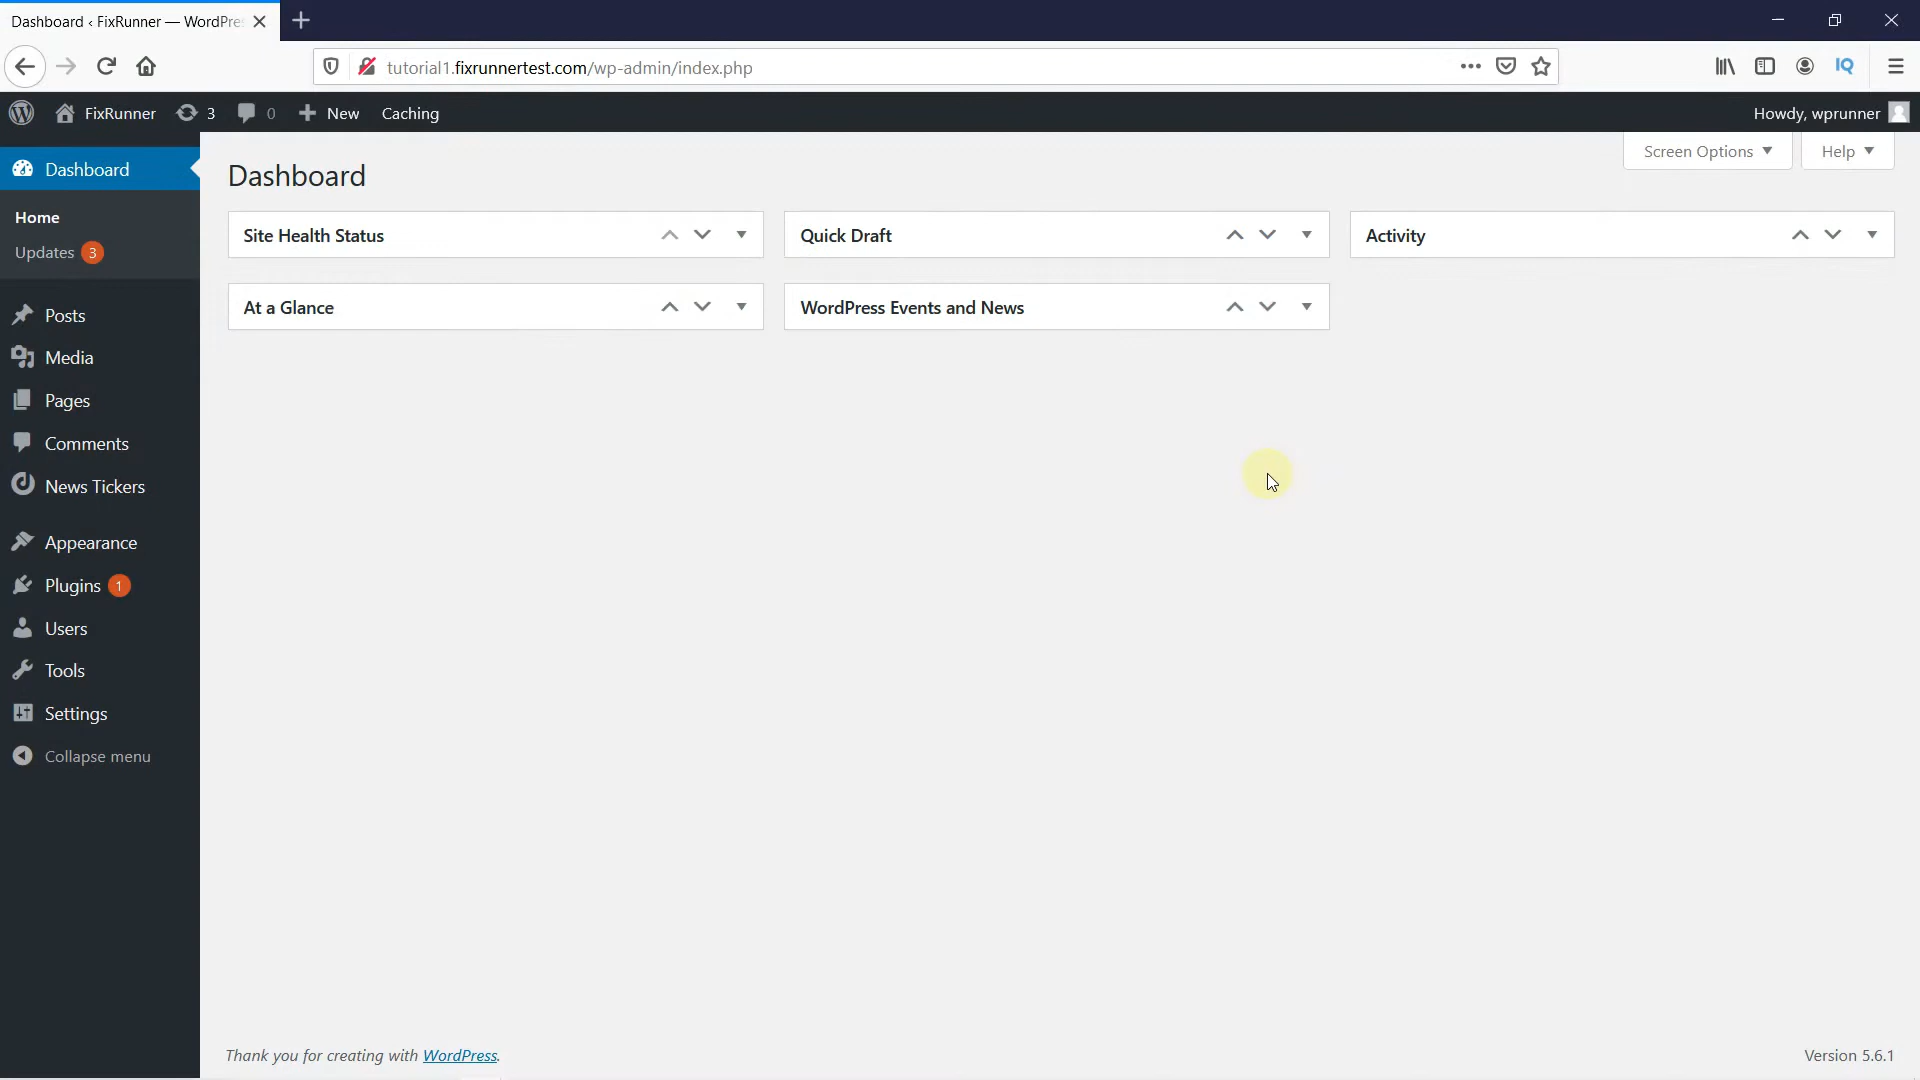 Dashboard ‹ FixRunner — WordPre
tutorial1.fixrunnertest.com/wp-admin/index.php
IQ
FixRunner 3 0 New Caching
Howdy, wprunner
Dashboard
Home
Updates 3
Posts
Media
Pages
Comments
News Tickers
Appearance
Plugins 1
Users
Tools
Settings
Collapse menu
Screen Options
Help
Dashboard
Site Health Status
Quick Draft
Activity
At a Glance
WordPress Events and News
Thank you for creating with WordPress.
Version 5.6.1